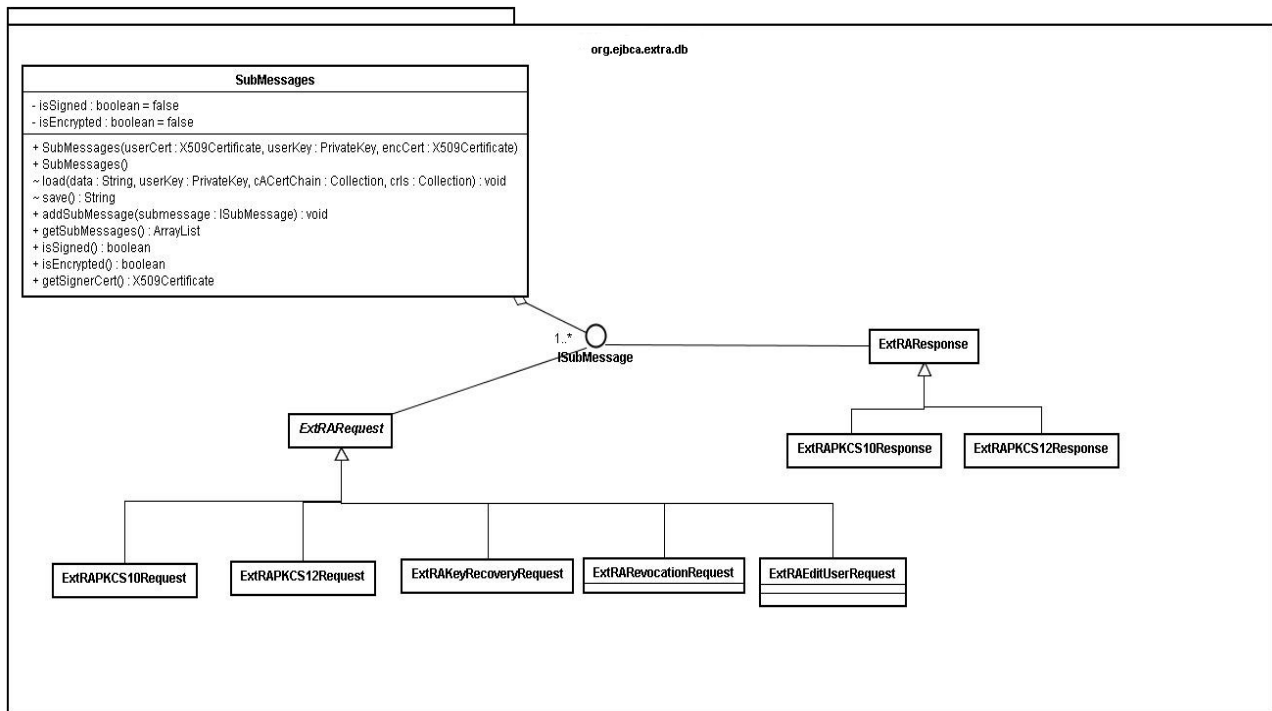 org.ejbca.extra.db
SubMessages
- isSigned : boolean = false
- isEncrypted : boolean = false
+ SubMessages(userCert : X509Certificate, userKey : PrivateKey, encCert : X509Certificate)
+ SubMessages()
~ load(data : String, userKey : PrivateKey, cACertChain : Collection, crls : Collection) : void
~ save() : String
+ addSubMessage(submessage : ISubMessage) : void
+ getSubMessages() : ArrayList
+ isSigned() : boolean
+ isEncrypted() : boolean
+ getSignerCert() : X509Certificate
1..*
ISubMessage
ExtRAResponse
ExtRARequest
ExtRAPKCS10Response
ExtRAPKCS12Response
ExtRAPKCS10Request
ExtRAPKCS12Request
ExtRAKeyRecoveryRequest
ExtRARevocationRequest
ExtRAEditUserRequest